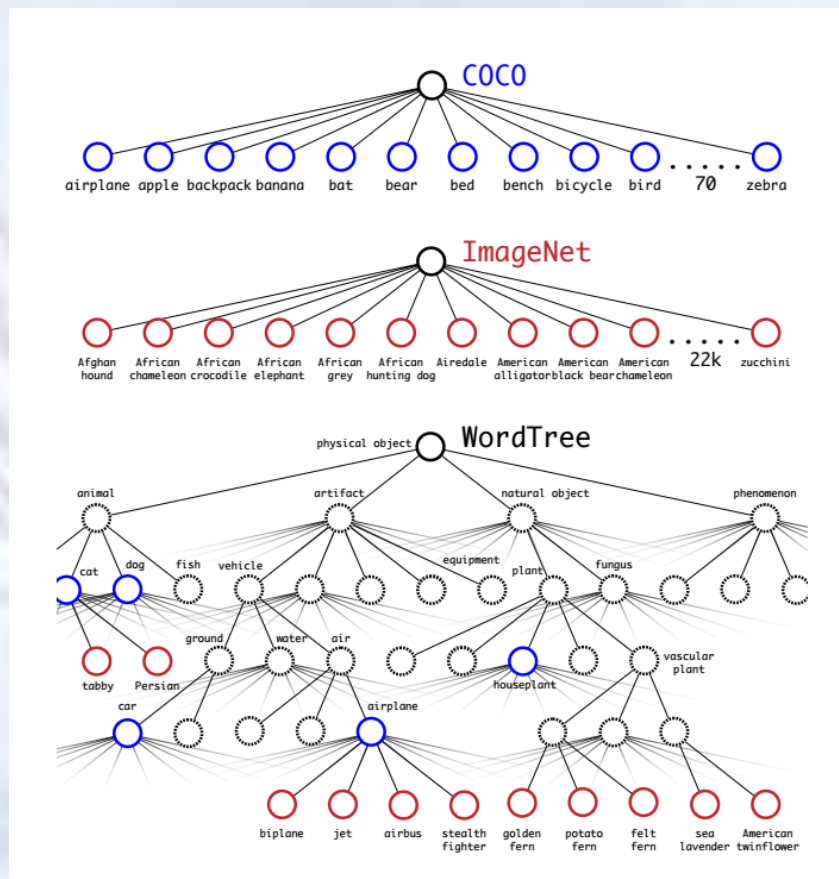 COCO
airplane apple backpack banana bat bear bed bench bicycle bird ..... zebra
70
ImageNet
Afghan African African African African African Airedale American American American ..... zucchini
hound chameleon crocodile elephant grey hunting dog alligator black bear chameleon 22k
physical object WordTree
animal artifact natural object phenomenon
cat dog fish vehicle equipment plant fungus
ground water air vascular
plant
tabby Persian houseplant
car airplane
biplane jet airbus stealth golden potato felt sea American
fighter fern fern fern lavender twinflower